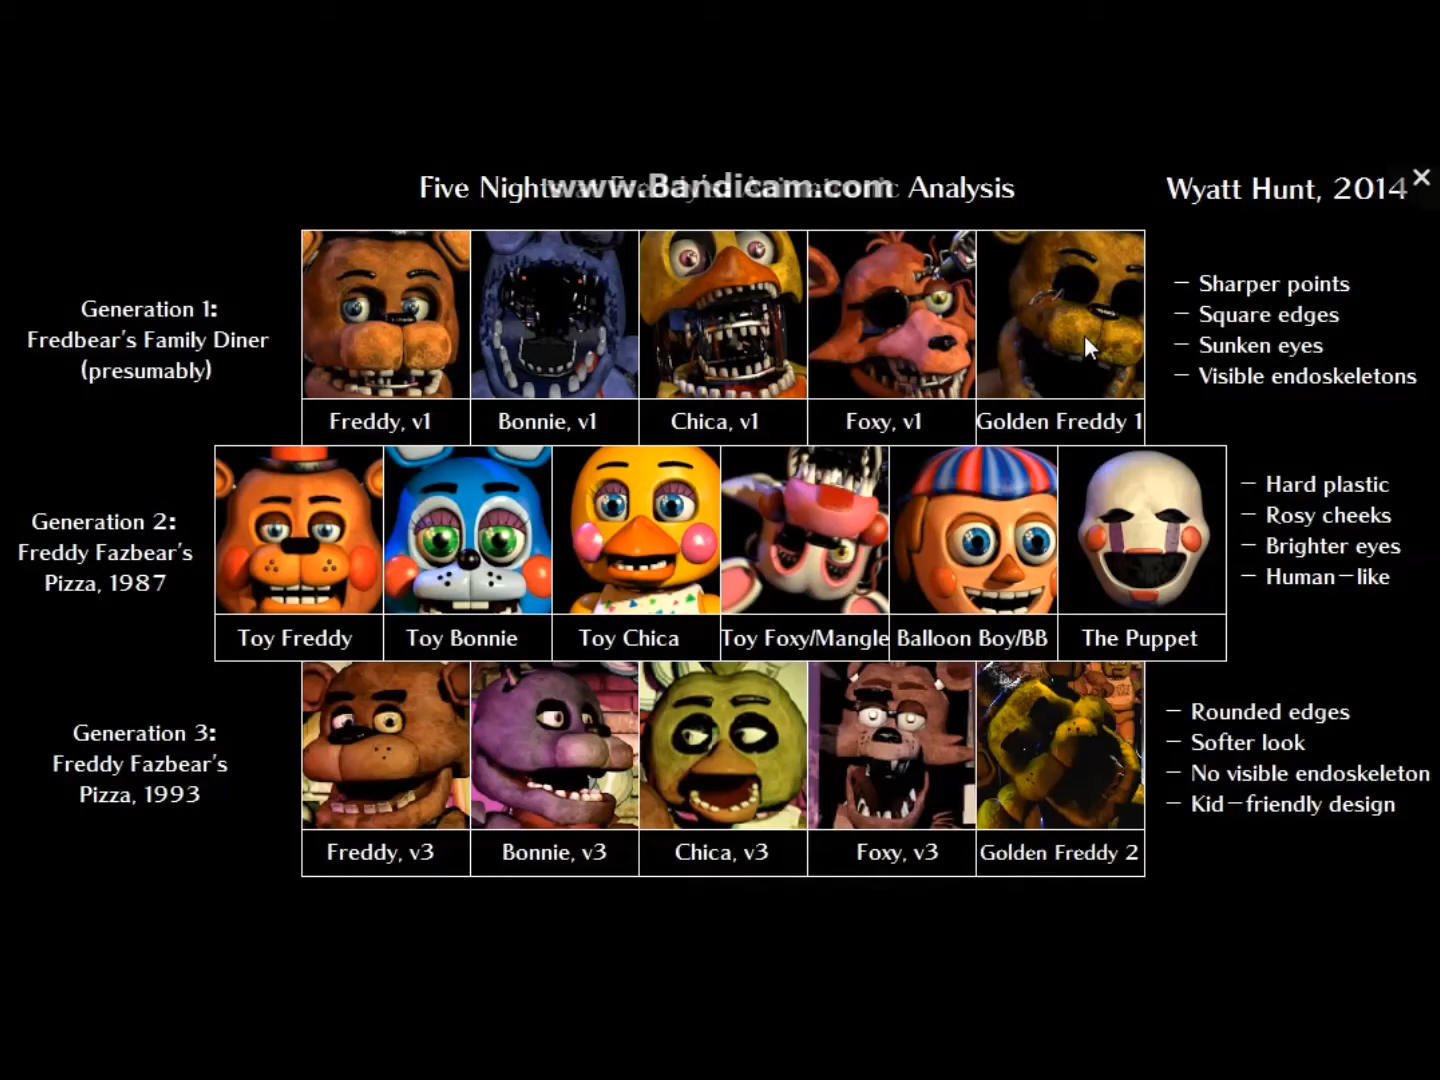 Five Nights at Freddy's: Animatronic Analysis
www.Bandicam.com
Wyatt Hunt, 2014
Generation 1:
Fredbear's Family Diner
(presumably)
Freddy, v1
Bonnie, v1
Chica, v1
Foxy, v1
Golden Freddy 1
— Sharper points
— Square edges
— Sunken eyes
— Visible endoskeletons
Generation 2:
Freddy Fazbear's
Pizza, 1987
Toy Freddy
Toy Bonnie
Toy Chica
Toy Foxy/Mangle
Balloon Boy/BB
The Puppet
— Hard plastic
— Rosy cheeks
— Brighter eyes
— Human—like
Generation 3:
Freddy Fazbear's
Pizza, 1993
Freddy, v3
Bonnie, v3
Chica, v3
Foxy, v3
Golden Freddy 2
— Rounded edges
— Softer look
— No visible endoskeleton
— Kid—friendly design